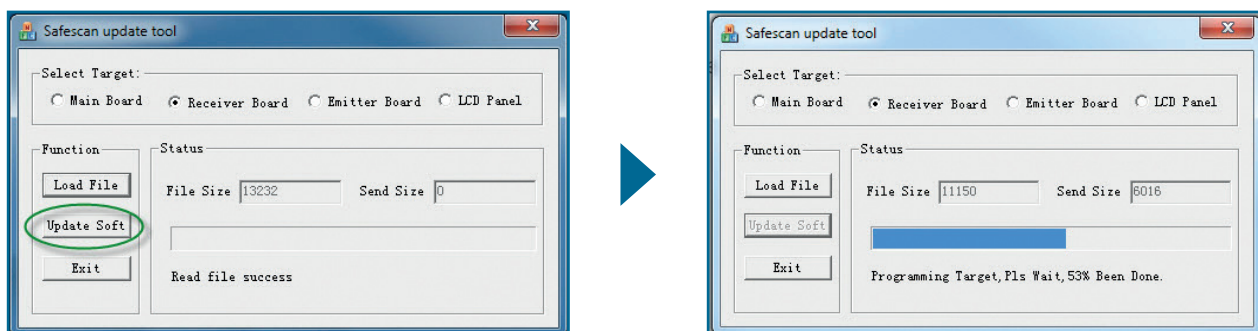 Safescan update tool
Select Target:
Main Board Receiver Board Emitter Board LCD Panel
Function
Load File
Update Soft
Exit
Status
File Size 13232 Send Size 0
Read file success
Safescan update tool
Select Target:
Main Board Receiver Board Emitter Board LCD Panel
Function
Load File
Update Soft
Exit
Status
File Size 11150 Send Size 6016
Programming Target,Pls Wait,53% Been Done.